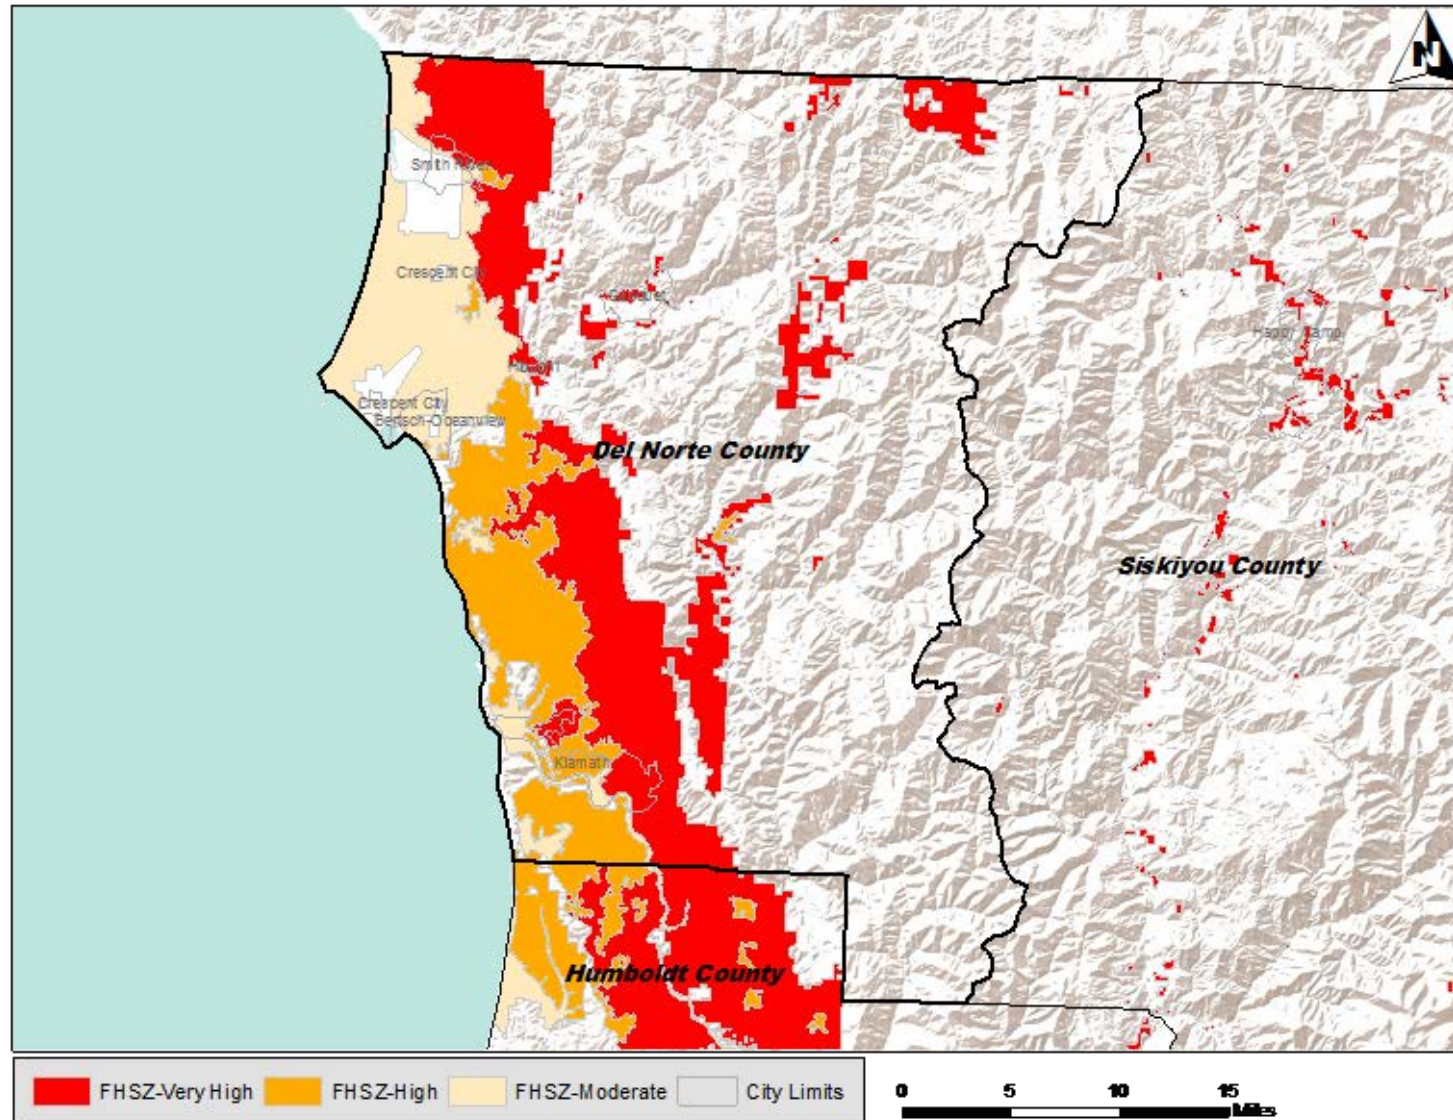 N
Smith River
Crescent City
Gasquet
Happy Camp
Hiouchi
Crescent City
Bertsch-Oceanview
Del Norte County
Siskiyou County
Klamath
Humboldt County
FHSZ-Very High
FHSZ-High
FHSZ-Moderate
City Limits
0 5 10 15
Miles